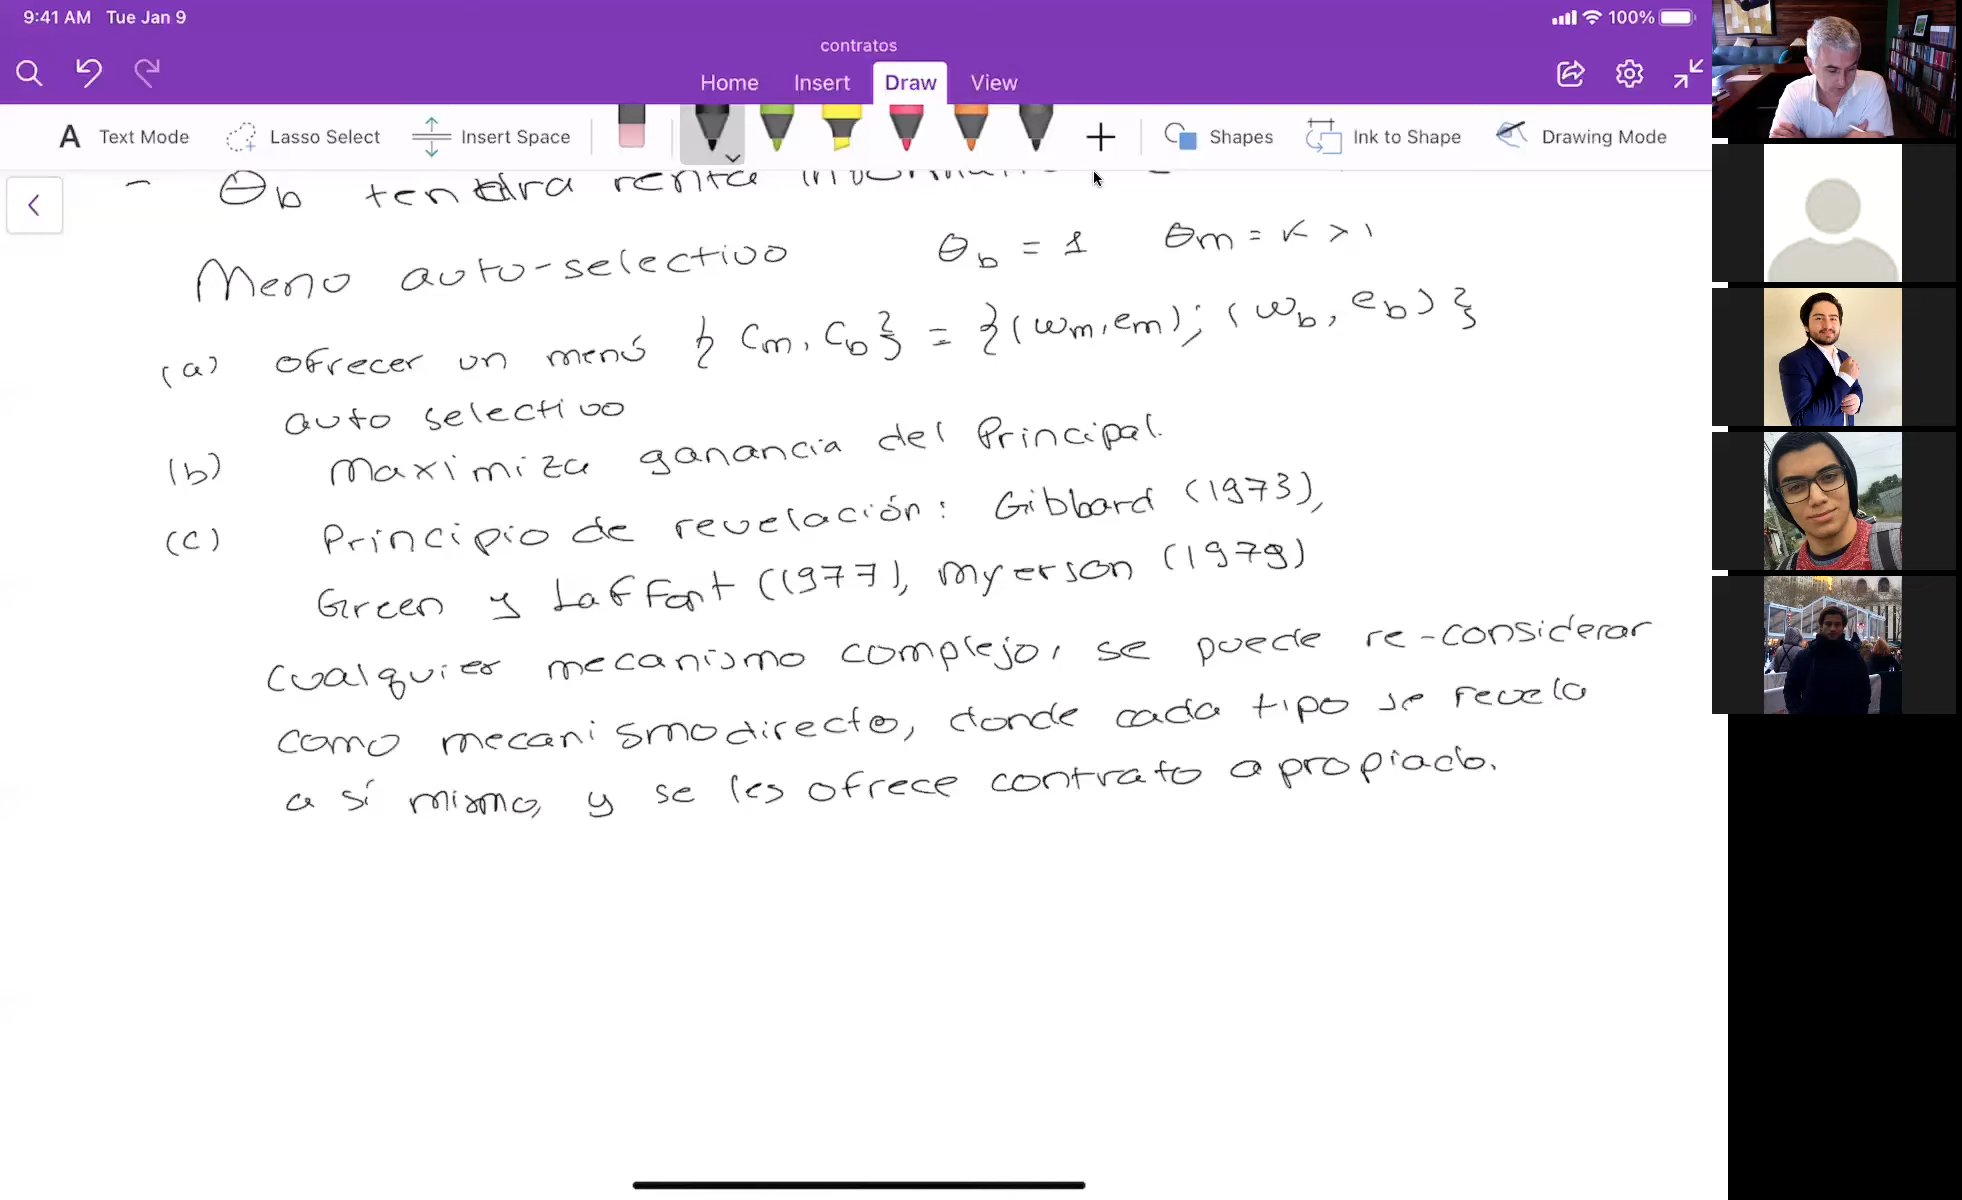 9:41 AM Tue Jan 9
100%
contratos
Home Insert Draw View
Text Mode Lasso Select Insert Space Shapes Ink to Shape Drawing Mode
- θb tendra renta
Meno auto-selectivo θb = 1 θm = K > 1
(a) ofrecer un menú { Cm, Cb } = { (wm, em); (wb, eb) }
auto selectivo
(b) Maximiza ganancia del Principal.
(c) Principio de revelación: Gibbard (1973),
Green y Laffont (1977), Myerson (1979)
Cualquier mecanismo complejo, se puede re-considerar
como mecanismo directo, donde cada tipo se revela
a sí mismo, y se les ofrece contrato apropiado.